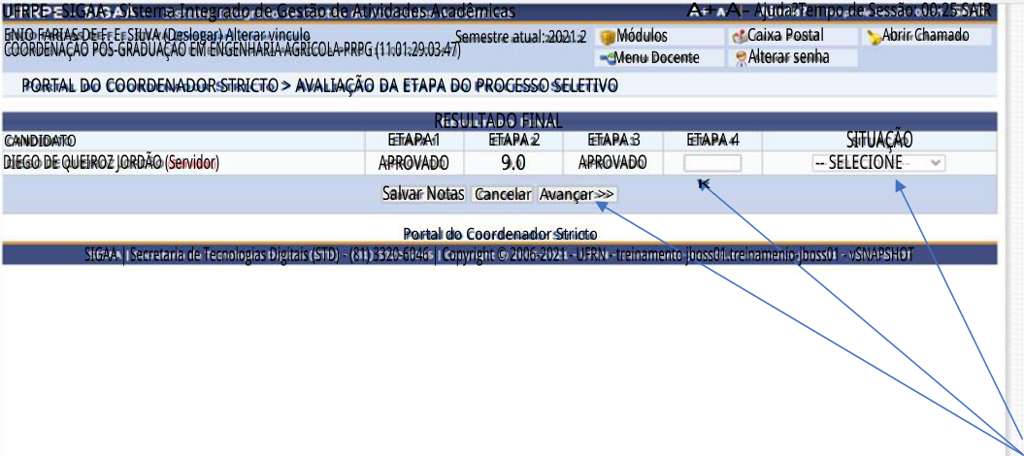 UFRPE - SIGAA - Sistema Integrado de Gestão de Atividades Acadêmicas A+ A- Ajuda? Tempo de Sessão: 00:25 SAIR
ENIO FARIAS DE F. E SILVA (Deslogar) Alterar vínculo Semestre atual: 2021.2 Módulos Caixa Postal Abrir Chamado
COORDENAÇÃO PÓS-GRADUAÇÃO EM ENGENHARIA AGRÍCOLA-PRPG (11.01.29.03.47)
Menu Docente Alterar senha
PORTAL DO COORDENADOR STRICTO > AVALIAÇÃO DA ETAPA DO PROCESSO SELETIVO
RESULTADO FINAL
CANDIDATO ETAPA 1 ETAPA 2 ETAPA 3 ETAPA 4 SITUAÇÃO
DIEGO DE QUEIROZ JORDÃO (Servidor) APROVADO 9.0 APROVADO -- SELECIONE --
Salvar Notas Cancelar Avançar >>
Portal do Coordenador Stricto
SIGAA | Secretaria de Tecnologias Digitais (STD) - (81) 3320-6046 | Copyright © 2006-2021 - UFRN - treinamento-jboss01.treinamento-jboss01 - vSNAPSHOT